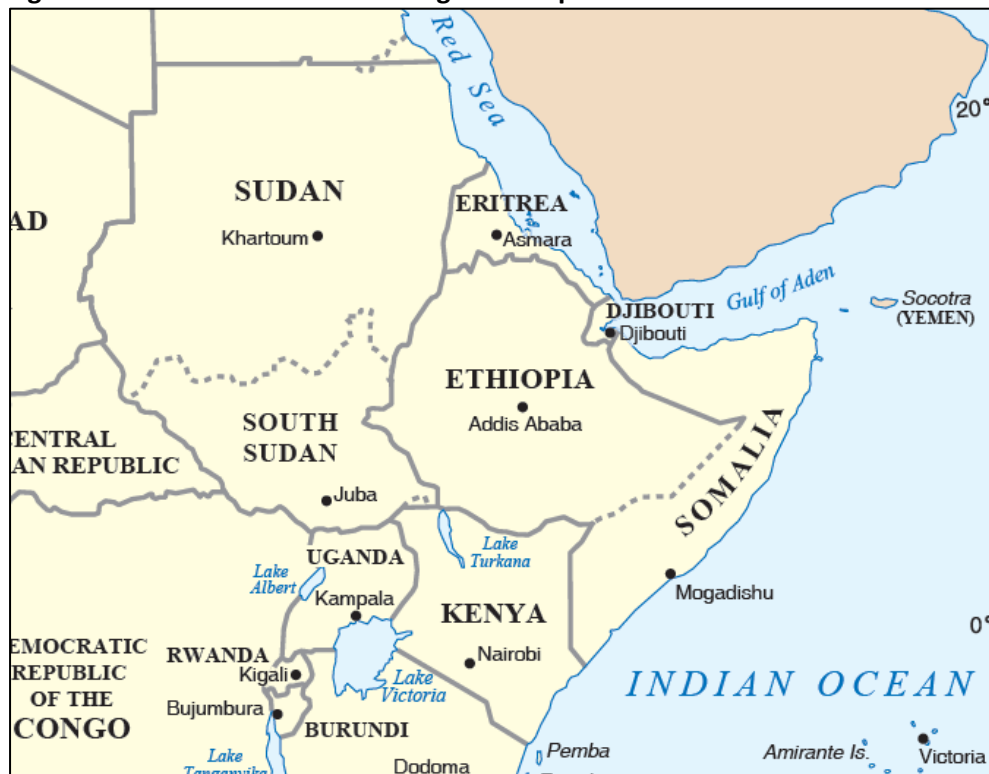 Red Sea
20°
SUDAN
ERITREA
AD
Khartoum
Asmara
Gulf of Aden
Socotra
(YEMEN)
DJIBOUTI
Djibouti
ETHIOPIA
Addis Ababa
SOUTH
SUDAN
ENTRAL
AN REPUBLIC
SOMALIA
Juba
UGANDA
Lake
Turkana
Lake
Albert
Kampala
Mogadishu
KENYA
0°
EMOCRATIC
REPUBLIC
OF THE
CONGO
RWANDA
Kigali
Nairobi
Lake
Victoria
INDIAN OCEAN
Bujumbura
BURUNDI
Pemba
Amirante Is.
Victoria
Lake
Tanganyika
Dodoma